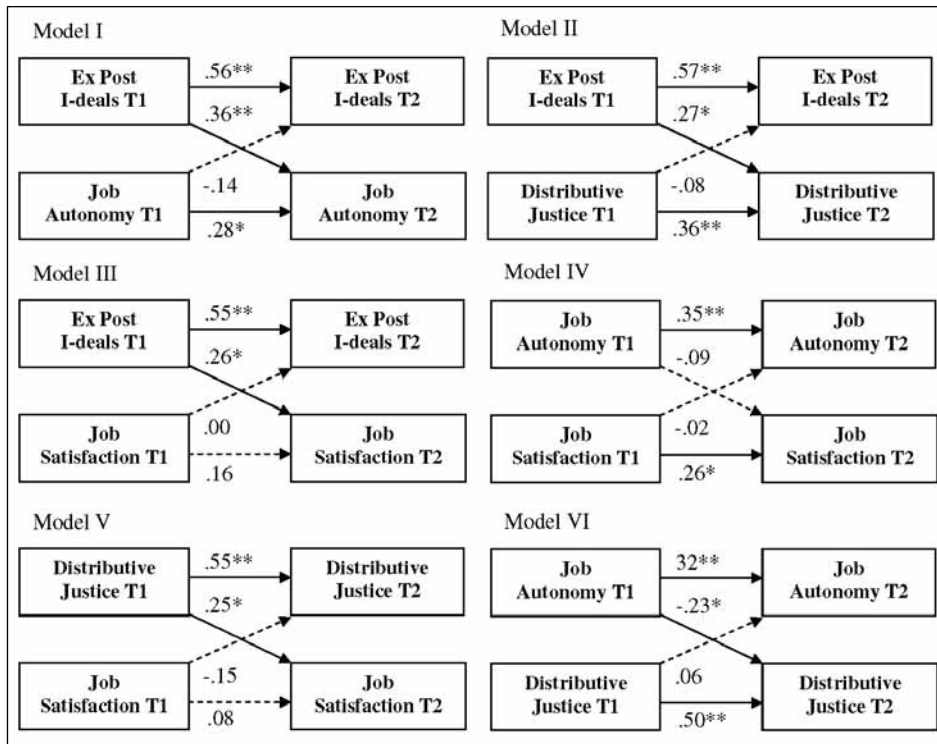 Model I
Ex Post
I-deals T1
.56**
.36**
Ex Post
I-deals T2
Job
Autonomy T1
-.14
.28*
Job
Autonomy T2
Model II
Ex Post
I-deals T1
.57**
.27*
Ex Post
I-deals T2
Distributive
Justice T1
-.08
.36**
Distributive
Justice T2
Model III
Ex Post
I-deals T1
.55**
.26*
Ex Post
I-deals T2
Job
Satisfaction T1
.00
.16
Job
Satisfaction T2
Model IV
Job
Autonomy T1
.35**
-.09
Job
Autonomy T2
Job
Satisfaction T1
-.02
.26*
Job
Satisfaction T2
Model V
Distributive
Justice T1
.55**
.25*
Distributive
Justice T2
Job
Satisfaction T1
-.15
.08
Job
Satisfaction T2
Model VI
Job
Autonomy T1
32**
-.23*
Job
Autonomy T2
Distributive
Justice T1
.06
.50**
Distributive
Justice T2